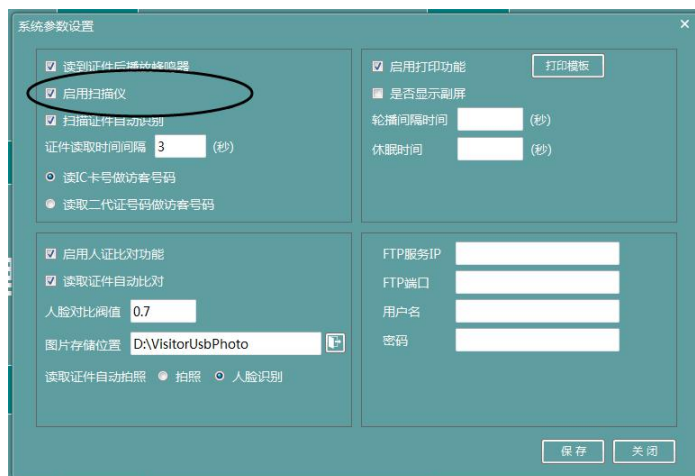 系统参数设置
读到证件后播放蜂鸣器
启用扫描仪
扫描证件自动识别
证件读取时间间隔 3 (秒)
读IC卡号做访客号码
读取二代证号码做访客号码
启用打印功能 打印模板
是否显示副屏
轮播间隔时间 (秒)
休眠时间 (秒)
启用人证比对功能
读取证件自动比对
人脸对比阀值 0.7
图片存储位置 D:\VisitorUsbPhoto
读取证件自动拍照 拍照 人脸识别
FTP服务IP
FTP端口
用户名
密码
保存 关闭